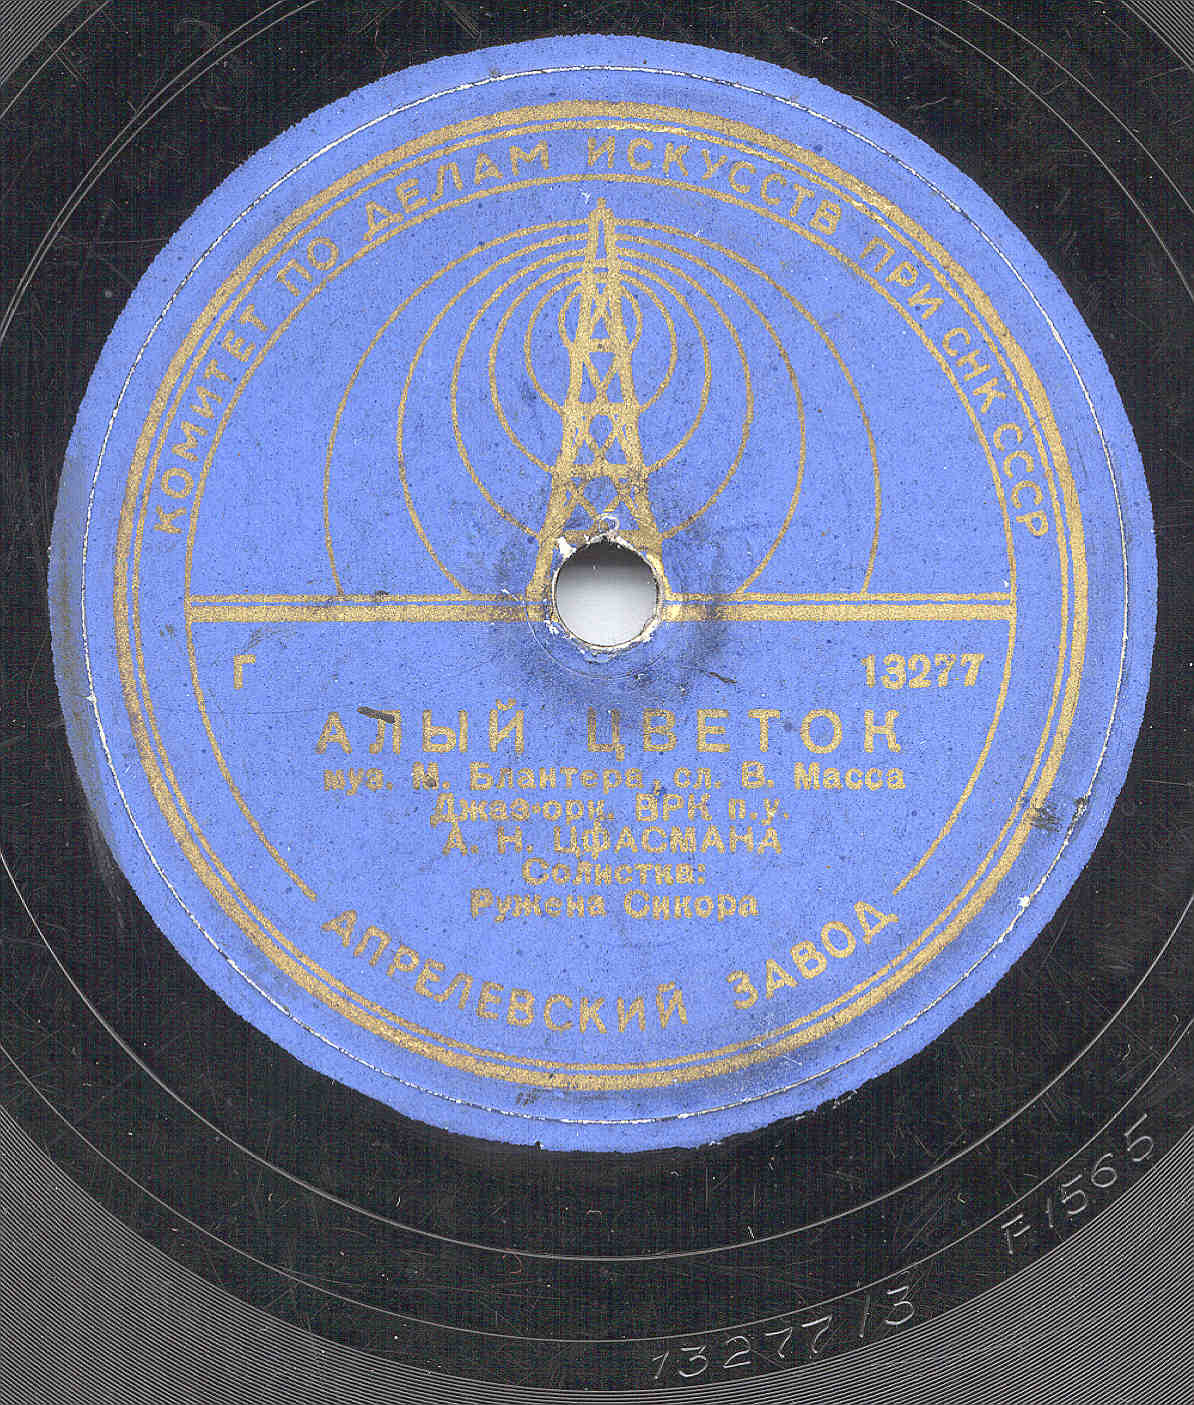 КОМИТЕТ ПО ДЕЛАМ ИСКУССТВ ПРИ СНК СССР
Г 13277
АЛЫЙ ЦВЕТОК
муз. М. Блантера, сл. В. Масса
Джаз-орк. ВРК п.у.
А. Н. ЦФАСМАНА
Солистка:
Ружена Сикора
АПРЕЛЕВСКИЙ ЗАВОД
13277/3
F1565